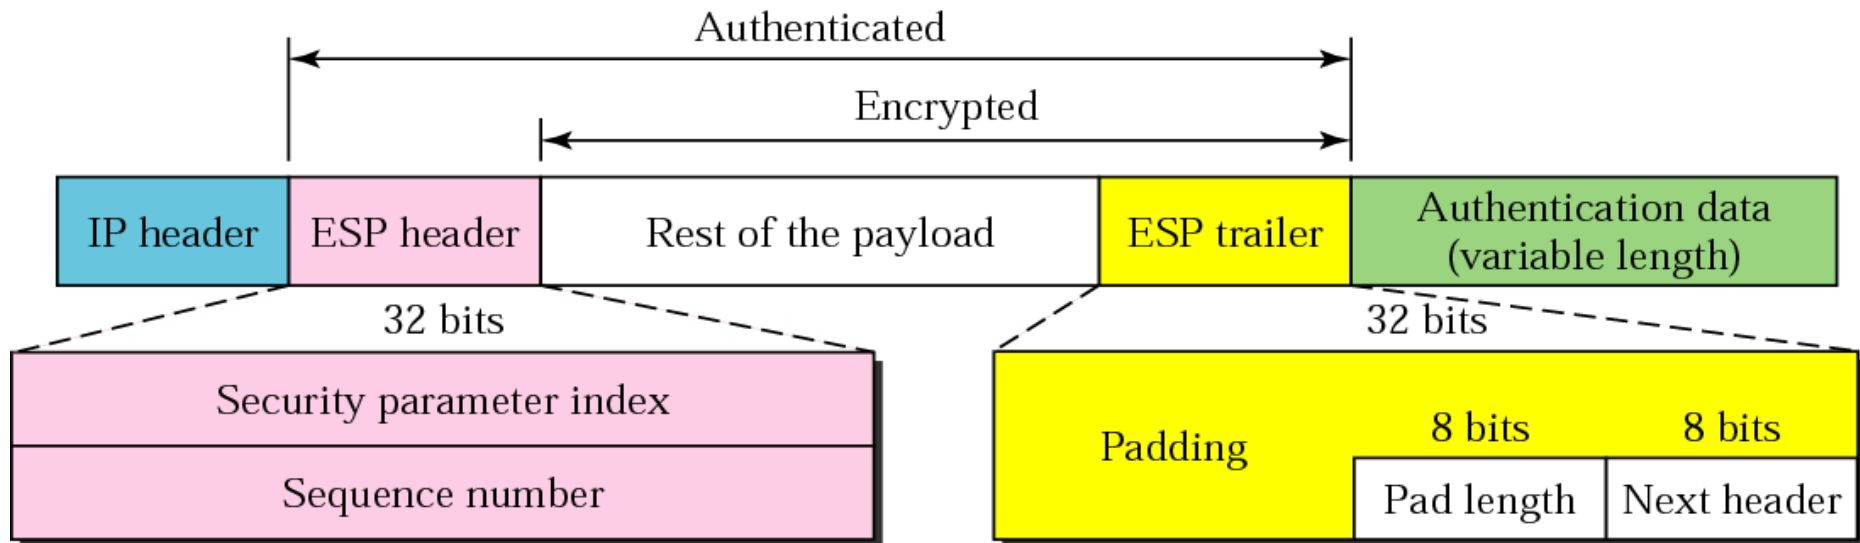 Authenticated
Encrypted
IP header
ESP header
Rest of the payload
ESP trailer
Authentication data
(variable length)
32 bits
32 bits
Security parameter index
Sequence number
Padding
8 bits
8 bits
Pad length
Next header